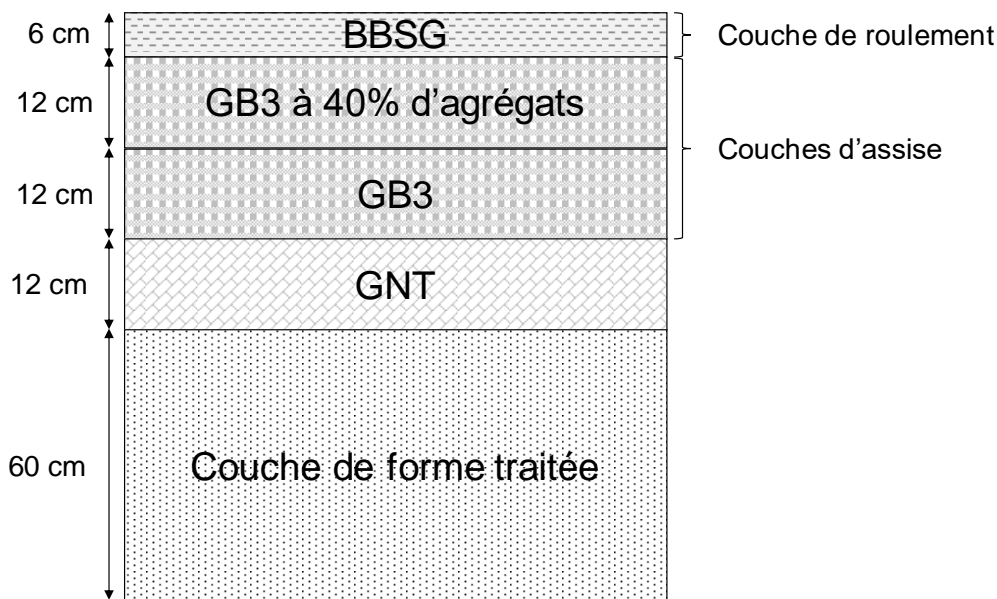 6 cm
BBSG
Couche de roulement
12 cm
GB3 à 40% d’agrégats
Couches d’assise
12 cm
GB3
12 cm
GNT
60 cm
Couche de forme traitée